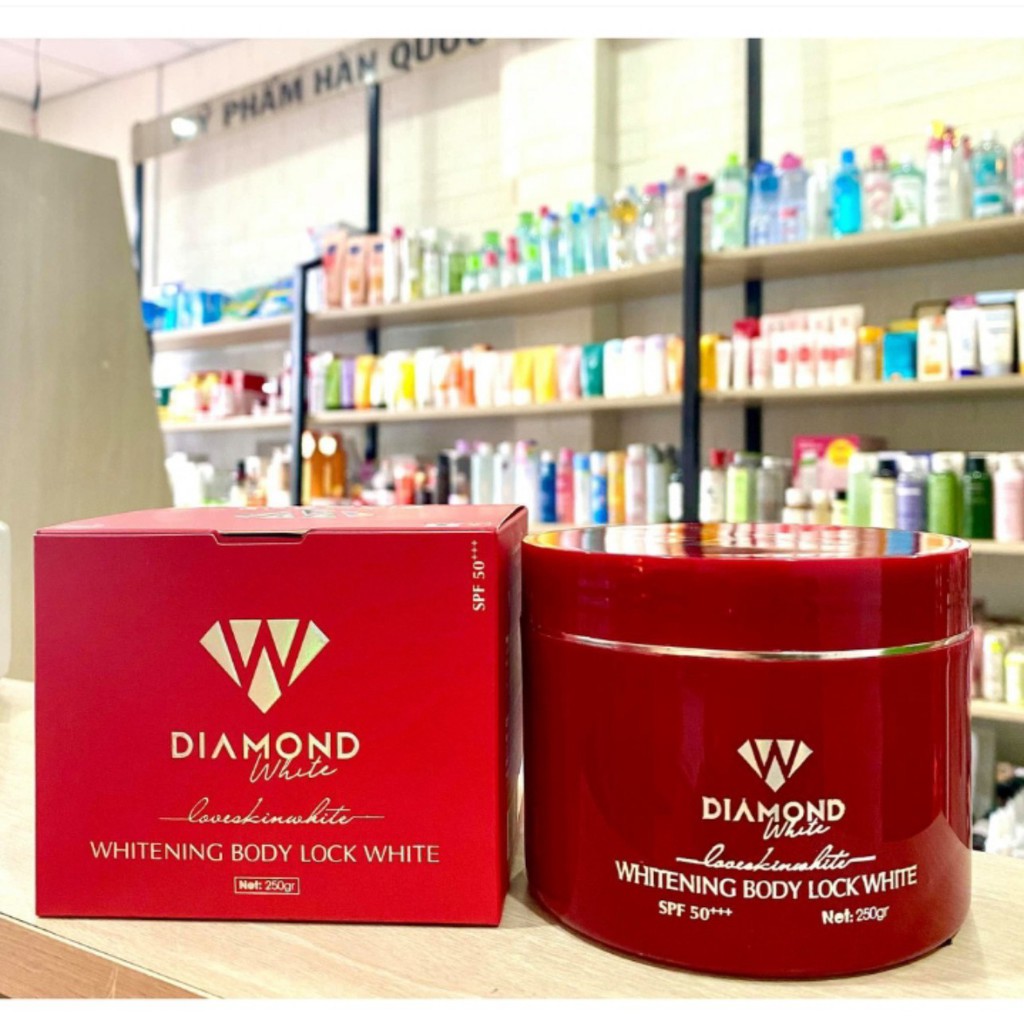 Ỹ PHẨM HÀN QUỐC
SPF 50+++
DIAMOND
White
loveskinwhite
WHITENING BODY LOCK WHITE
Net: 250gr
DIAMOND
White
loveskinwhite
WHITENING BODY LOCK WHITE
SPF 50+++
Net: 250gr